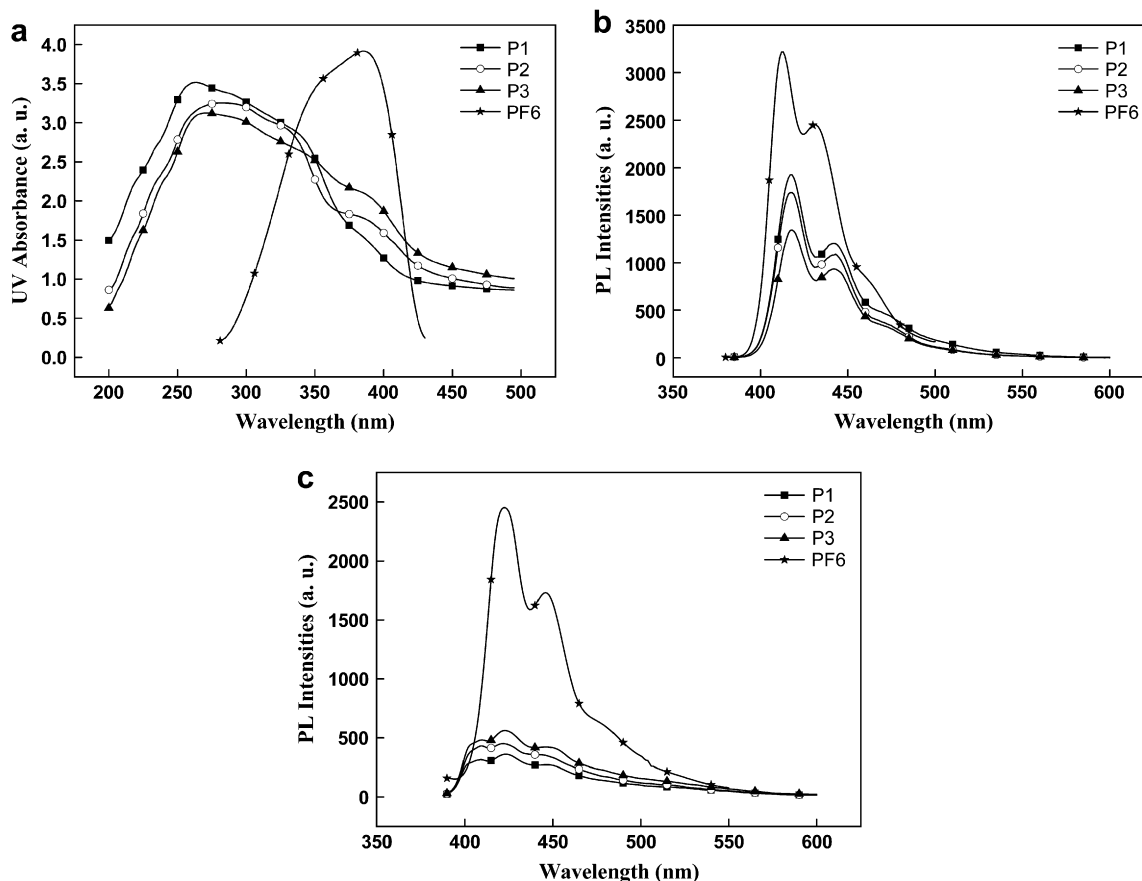 a
4.0
3.5
3.0
2.5
2.0
1.5
1.0
0.5
0.0
UV Absorbance (a. u.)
P1
P2
P3
PF6
200 250 300 350 400 450 500
Wavelength (nm)
b
3500
3000
2500
2000
1500
1000
500
0
PL Intensities (a. u.)
P1
P2
P3
PF6
350 400 450 500 550 600
Wavelength (nm)
c
2500
2000
1500
1000
500
0
PL Intensities (a. u.)
P1
P2
P3
PF6
350 400 450 500 550 600
Wavelength (nm)